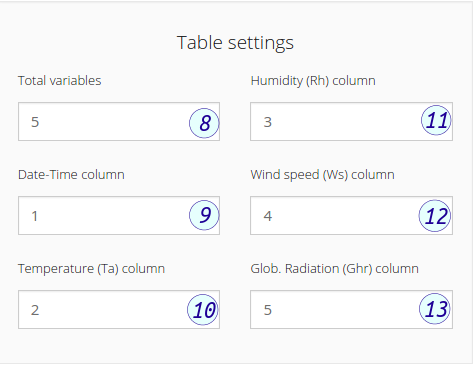 Table settings
Total variables
Humidity (Rh) column
5
8
3
11
Date-Time column
Wind speed (Ws) column
1
9
4
12
Temperature (Ta) column
Glob. Radiation (Ghr) column
2
10
5
13